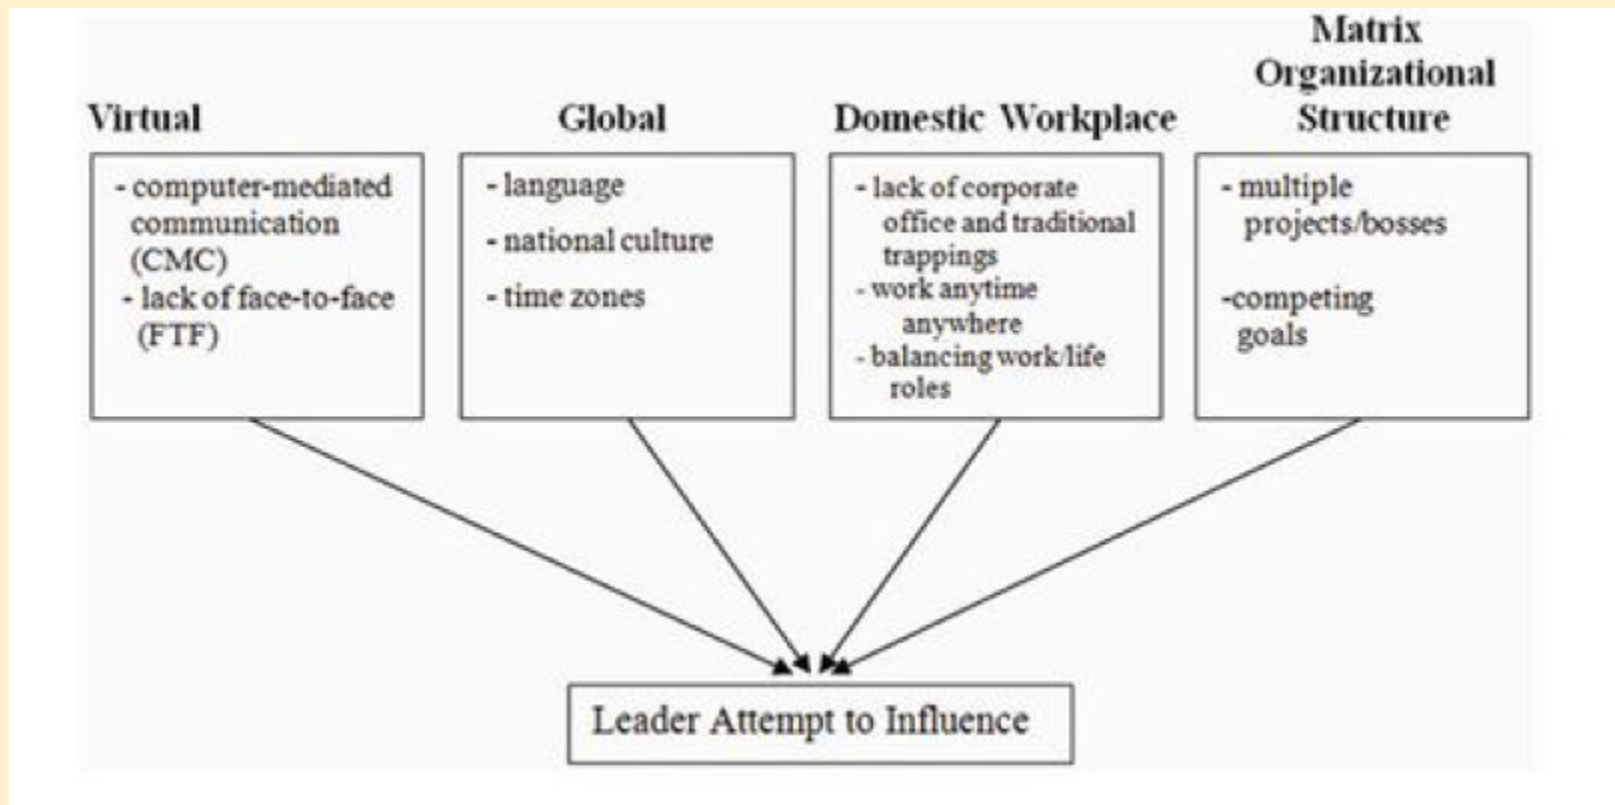 Virtual
- computer-mediated
communication
(CMC)
- lack of face-to-face
(FTF)
Global
- language
- national culture
- time zones
Domestic Workplace
- lack of corporate
office and traditional
trappings
- work anytime
anywhere
- balancing work/life
roles
Matrix
Organizational
Structure
- multiple
projects/bosses
-competing
goals
Leader Attempt to Influence